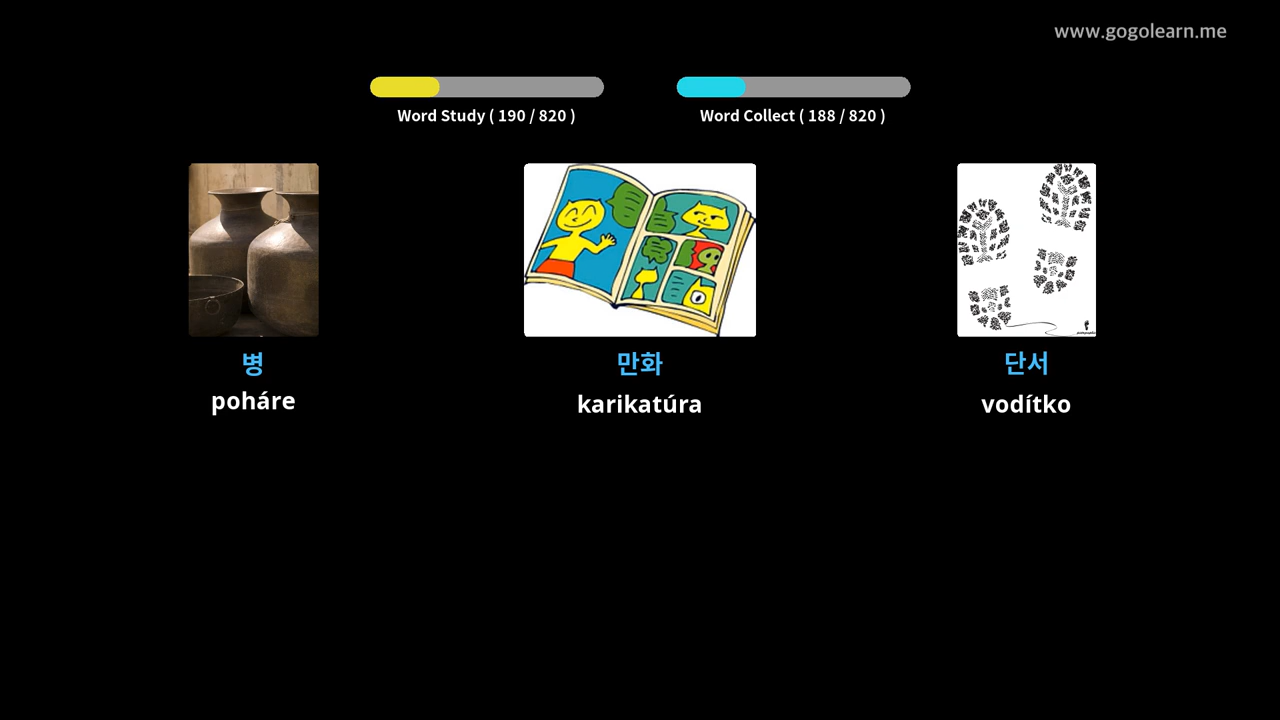 www.gogolearn.me
Word Study ( 190 / 820 )
Word Collect ( 188 / 820 )
병
만화
단서
poháre
karikatúra
vodítko